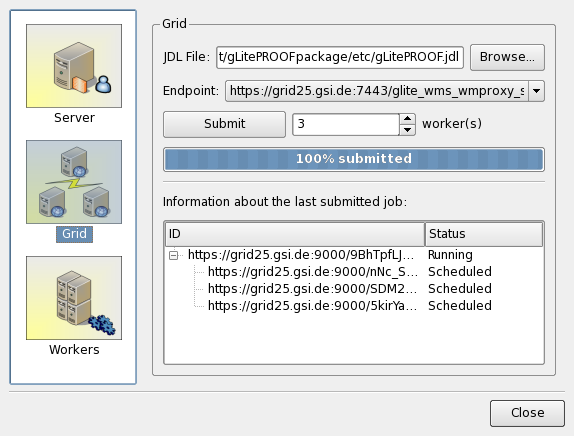 Server
Grid
Workers
Grid
JDL File: t/gLitePROOFpackage/etc/gLitePROOF.jdl Browse...
Endpoint: https://grid25.gsi.de:7443/glite_wms_wmproxy_s
Submit 3 worker(s)
100% submitted
Information about the last submitted job:
ID Status
https://grid25.gsi.de:9000/9BhTpfLJ... Running
https://grid25.gsi.de:9000/nNc_S... Scheduled
https://grid25.gsi.de:9000/SDM2... Scheduled
https://grid25.gsi.de:9000/5kirYa... Scheduled
Close